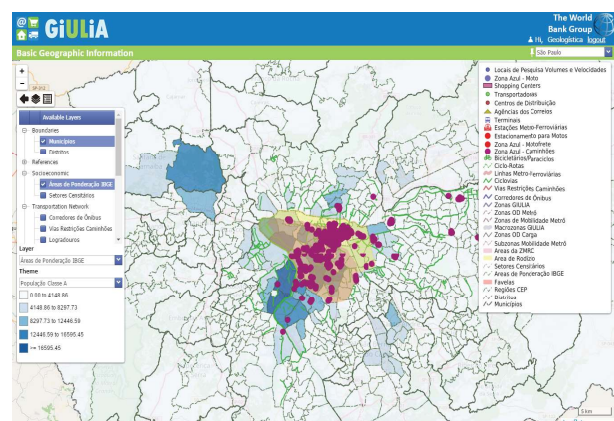 GiULiA
The World
Bank Group
Hi, Geologística logout
Basic Geographic Information
São Paulo
+
−
Available Layers
Boundaries
Municípios
Distritos
References
Socioeconomic
Áreas de Ponderação IBGE
Setores Censitários
Transportation Network
Corredores de Ônibus
Vias Restrições Caminhões
Logradouros
Layer
Áreas de Ponderação IBGE
Theme
População Classe A
0.00 to 4148.86
4148.86 to 8297.73
8297.73 to 12446.59
12446.59 to 16595.45
>= 16595.45
Locais de Pesquisa Volumes e Velocidades
Zona Azul - Moto
Shopping Centers
Transportadoras
Centros de Distribuição
Agências dos Correios
Terminais
Estações Metro-Ferroviárias
Estacionamento para Motos
Zona Azul - Motofrete
Zona Azul - Caminhões
Bicicletários/Paraciclos
Ciclo-Rotas
Linhas Metro-Ferroviárias
Ciclovias
Vias Restrições Caminhões
Corredores de Ônibus
Zonas GIULIA
Zonas OD Metrô
Zonas de Mobilidade Metrô
Macrozonas GIULIA
Zonas OD Carga
Subzonas Mobilidade Metrô
Areas da ZMRC
Area de Rodízio
Setores Censitários
Areas de Ponceração IBGE
Favelas
Regiões CEP
Distritos
Municípios
5 km